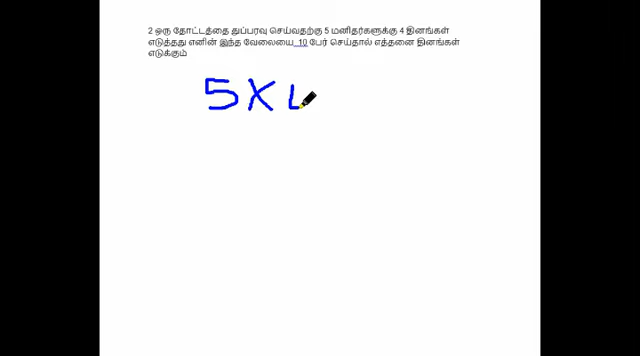 2 ஒரு தோட்டத்தை துப்பரவு செய்வதற்கு 5 மனிதர்களுக்கு 4 தினங்கள்
எடுத்தது எனின் இந்த வேலையை 10 பேர் செய்தால் எத்தனை தினங்கள்
எடுக்கும்
5 X